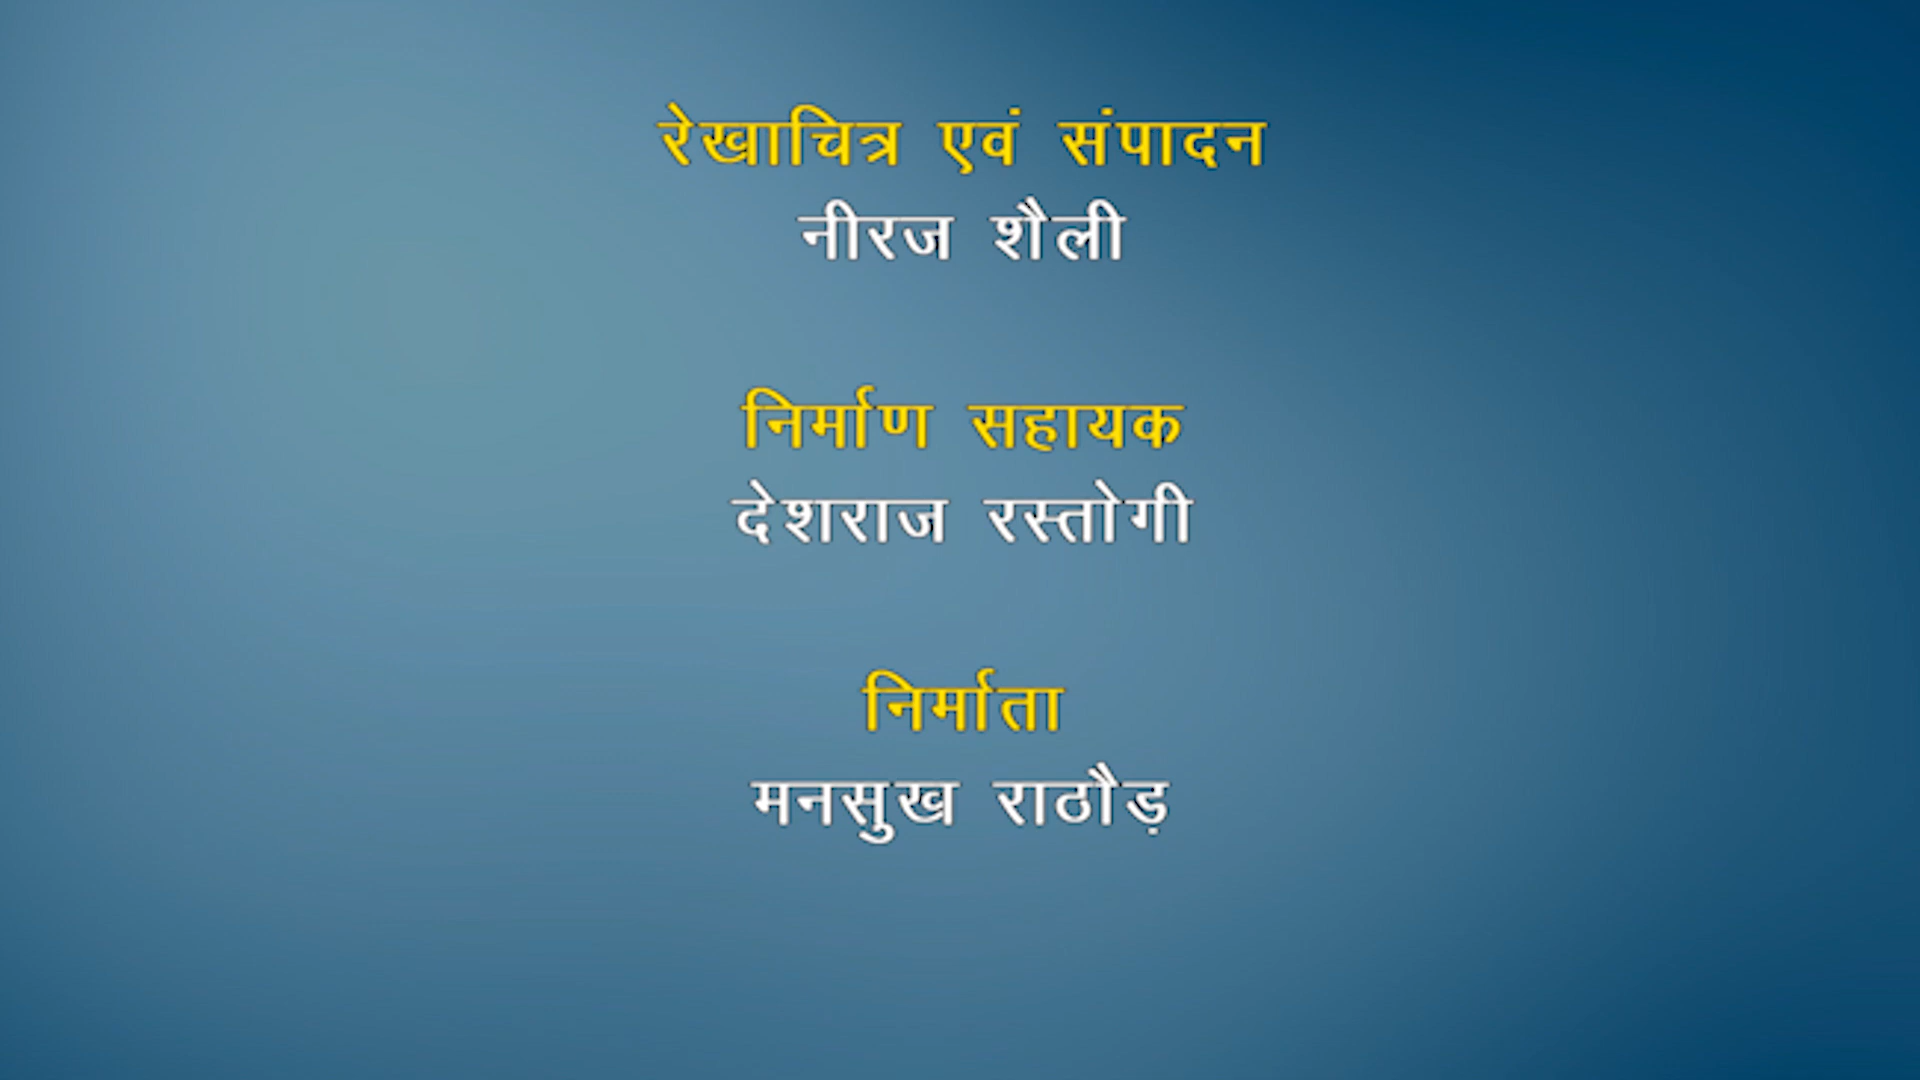 रेखाचित्र एवं संपादन
नीरज शैली
निर्माण सहायक
देशराज रस्तोगी
निर्माता
मनसुख राठौड़